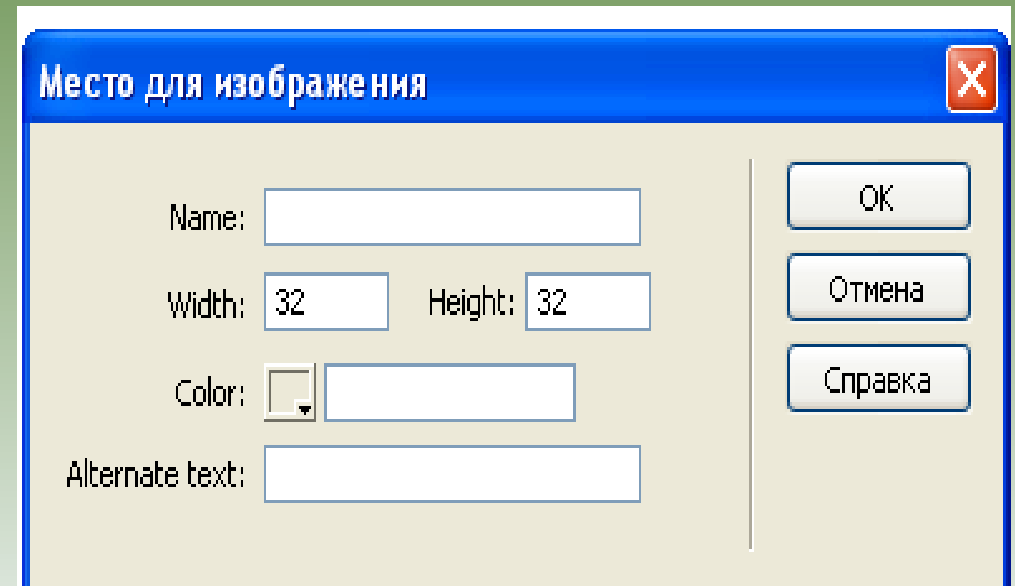 Место для изображения
Name:
OK
Width: 32 Height: 32
Отмена
Color:
Справка
Alternate text: